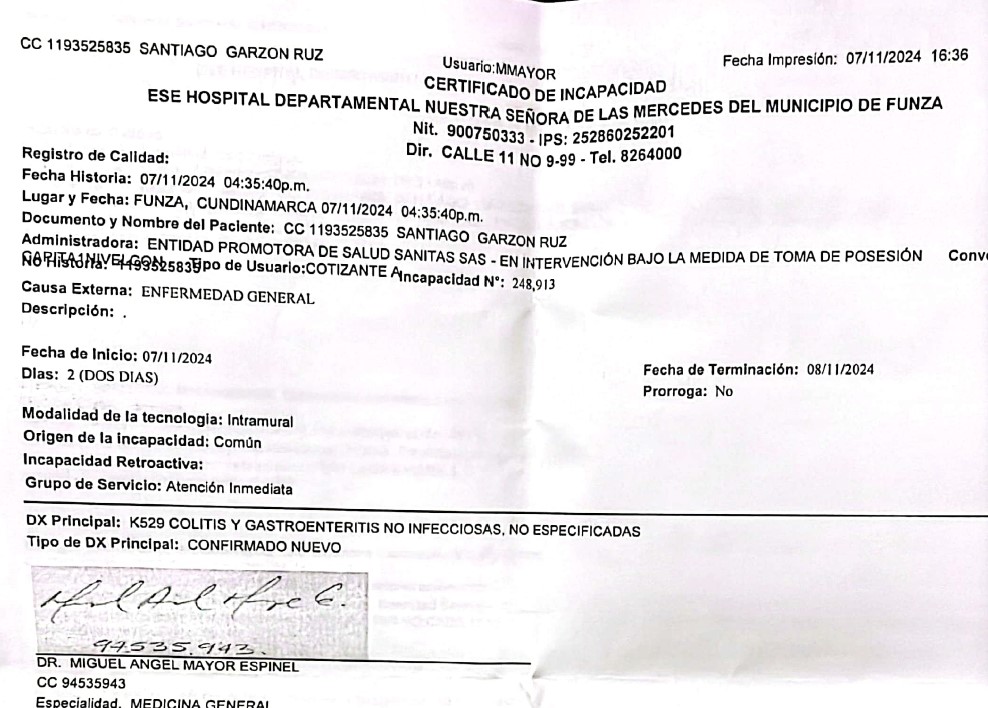 CC 1193525835 SANTIAGO GARZON RUZ
Usuario:MMAYOR
Fecha Impresión: 07/11/2024 16:36
CERTIFICADO DE INCAPACIDAD
ESE HOSPITAL DEPARTAMENTAL NUESTRA SEÑORA DE LAS MERCEDES DEL MUNICIPIO DE FUNZA
Nit. 900750333 - IPS: 252860252201
Dir. CALLE 11 NO 9-99 - Tel. 8264000
Registro de Calidad:
Fecha Historia: 07/11/2024 04:35:40p.m.
Lugar y Fecha: FUNZA, CUNDINAMARCA 07/11/2024 04:35:40p.m.
Documento y Nombre del Paciente: CC 1193525835 SANTIAGO GARZON RUZ
Administradora: ENTIDAD PROMOTORA DE SALUD SANITAS SAS - EN INTERVENCIÓN BAJO LA MEDIDA DE TOMA DE POSESIÓN Conv
No Historia: 1193525835 Tipo de Usuario:COTIZANTE A Incapacidad N°: 248,913
Causa Externa: ENFERMEDAD GENERAL
Descripción: .
Fecha de Inicio: 07/11/2024
Fecha de Terminación: 08/11/2024
Dias: 2 (DOS DIAS)
Prorroga: No
Modalidad de la tecnologia: Intramural
Origen de la incapacidad: Común
Incapacidad Retroactiva:
Grupo de Servicio: Atención Inmediata
DX Principal: K529 COLITIS Y GASTROENTERITIS NO INFECCIOSAS, NO ESPECIFICADAS
Tipo de DX Principal: CONFIRMADO NUEVO
94535.943.
DR. MIGUEL ANGEL MAYOR ESPINEL
CC 94535943
Especialidad. MEDICINA GENERAL